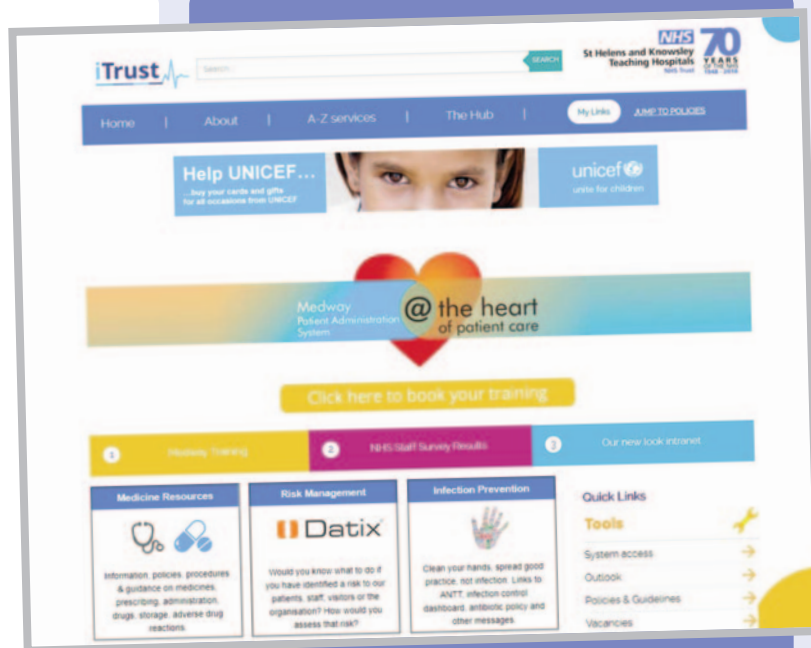 iTrust
Search...
SEARCH
NHS
St Helens and Knowsley
Teaching Hospitals
NHS Trust
70
YEARS
OF THE NHS
1948 - 2018
Home | About | A-Z services | The Hub | My Links JUMP TO POLICIES
Help UNICEF...
...buy your cards and gifts
for all occasions from UNICEF
unicef
unite for children
Medway
Patient Administration
System
@ the heart
of patient care
Click here to book your training
1 Medway Training 2 NHS Staff Survey Results 3 Our new look intranet
Medicine Resources
Information, policies, procedures
& guidance on medicines,
prescribing, administration,
drugs, storage, adverse drug
reactions.
Risk Management
Datix
Would you know what to do if
you have identified a risk to our
patients, staff, visitors or the
organisation? How would you
assess that risk?
Infection Prevention
Clean your hands, spread good
practice, not infection. Links to
ANTT, infection control
dashboard, antibiotic policy and
other messages.
Quick Links
Tools
System access
Outlook
Policies & Guidelines
Vacancies